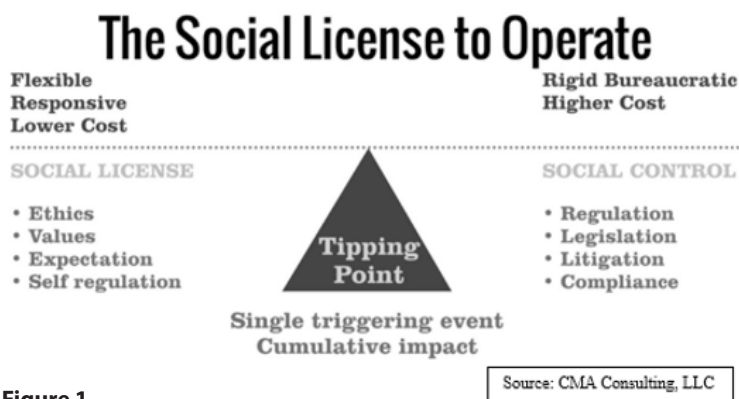 The Social License to Operate
Flexible
Responsive
Lower Cost
Rigid Bureaucratic
Higher Cost
SOCIAL LICENSE
• Ethics
• Values
• Expectation
• Self regulation
Tipping
Point
SOCIAL CONTROL
• Regulation
• Legislation
• Litigation
• Compliance
Single triggering event
Cumulative impact
Source: CMA Consulting, LLC
Figure 1